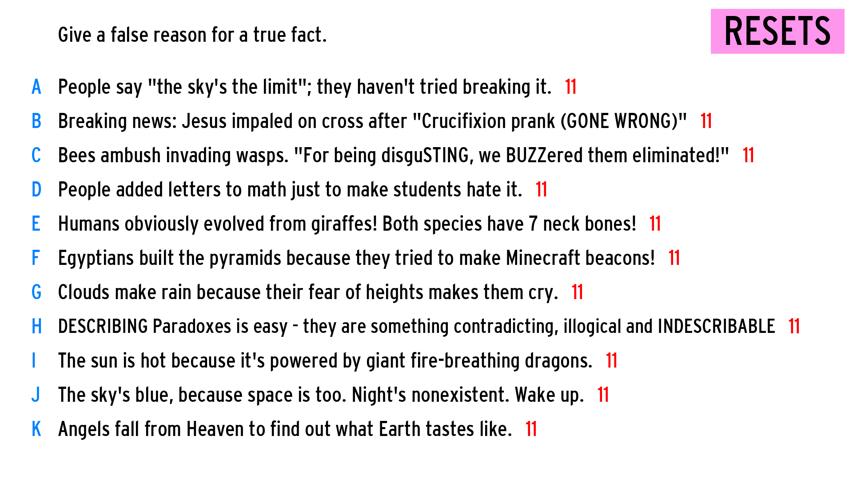 Give a false reason for a true fact.
RESETS
A People say "the sky's the limit"; they haven't tried breaking it. 11
B Breaking news: Jesus impaled on cross after "Crucifixion prank (GONE WRONG)" 11
C Bees ambush invading wasps. "For being disguSTING, we BUZZered them eliminated!" 11
D People added letters to math just to make students hate it. 11
E Humans obviously evolved from giraffes! Both species have 7 neck bones! 11
F Egyptians built the pyramids because they tried to make Minecraft beacons! 11
G Clouds make rain because their fear of heights makes them cry. 11
H DESCRIBING Paradoxes is easy - they are something contradicting, illogical and INDESCRIBABLE 11
I The sun is hot because it's powered by giant fire-breathing dragons. 11
J The sky's blue, because space is too. Night's nonexistent. Wake up. 11
K Angels fall from Heaven to find out what Earth tastes like. 11